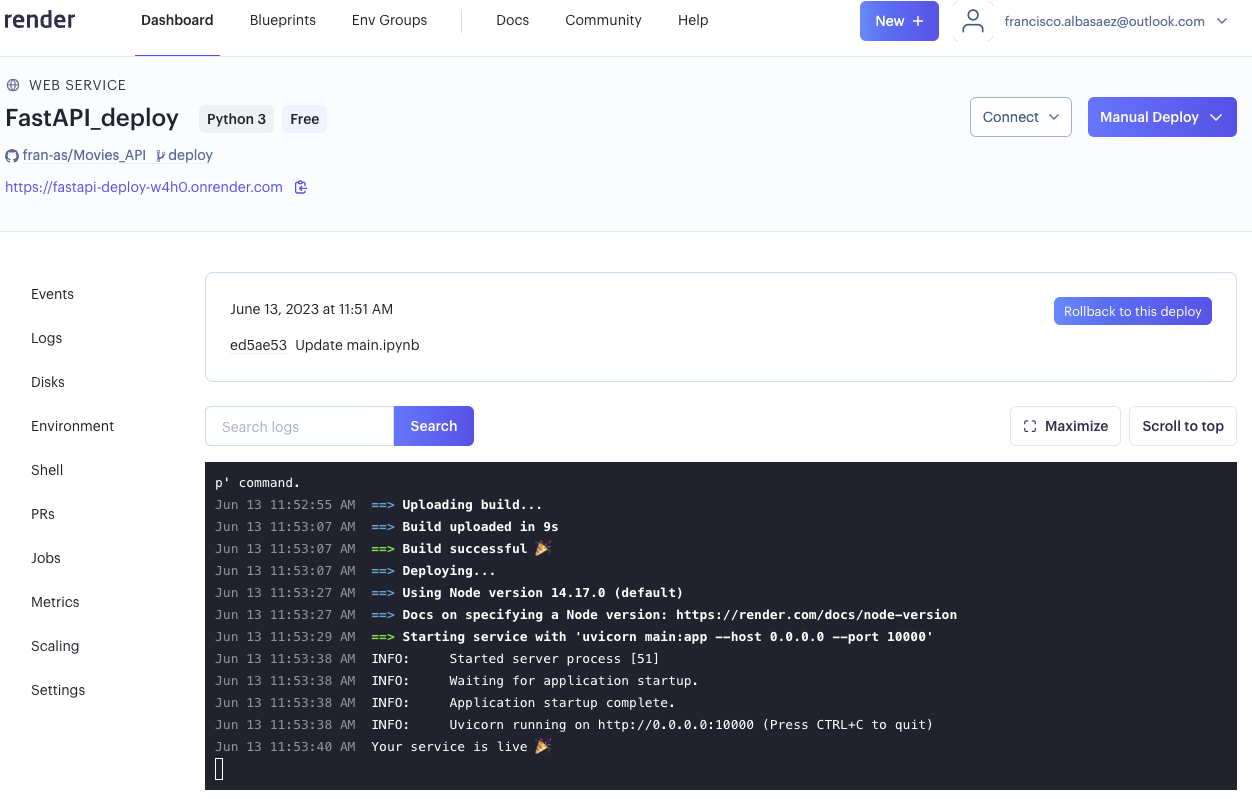 render Dashboard Blueprints Env Groups Docs Community Help New + francisco.albasaez@outlook.com
WEB SERVICE
FastAPI_deploy Python 3 Free Connect Manual Deploy
fran-as/Movies_API deploy
https://fastapi-deploy-w4h0.onrender.com
Events
Logs
Disks
Environment
Shell
PRs
Jobs
Metrics
Scaling
Settings
June 13, 2023 at 11:51 AM Rollback to this deploy
ed5ae53 Update main.ipynb
Search logs Search Maximize Scroll to top
p' command.
Jun 13 11:52:55 AM ==> Uploading build...
Jun 13 11:53:07 AM ==> Build uploaded in 9s
Jun 13 11:53:07 AM ==> Build successful 🎉
Jun 13 11:53:07 AM ==> Deploying...
Jun 13 11:53:27 AM ==> Using Node version 14.17.0 (default)
Jun 13 11:53:27 AM ==> Docs on specifying a Node version: https://render.com/docs/node-version
Jun 13 11:53:29 AM ==> Starting service with 'uvicorn main:app --host 0.0.0.0 --port 10000'
Jun 13 11:53:38 AM INFO: Started server process [51]
Jun 13 11:53:38 AM INFO: Waiting for application startup.
Jun 13 11:53:38 AM INFO: Application startup complete.
Jun 13 11:53:38 AM INFO: Uvicorn running on http://0.0.0.0:10000 (Press CTRL+C to quit)
Jun 13 11:53:40 AM Your service is live 🎉